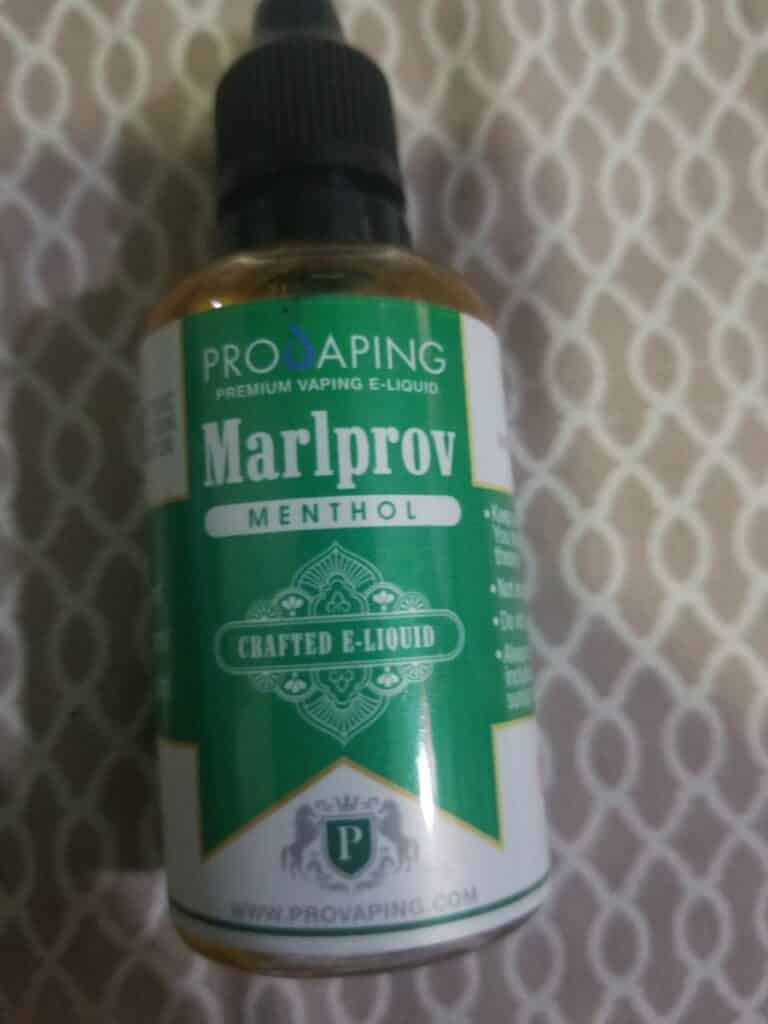 PROVAPING
PREMIUM VAPING E-LIQUID
Marlprov
MENTHOL
CRAFTED E-LIQUID
P
WWW.PROVAPING.COM